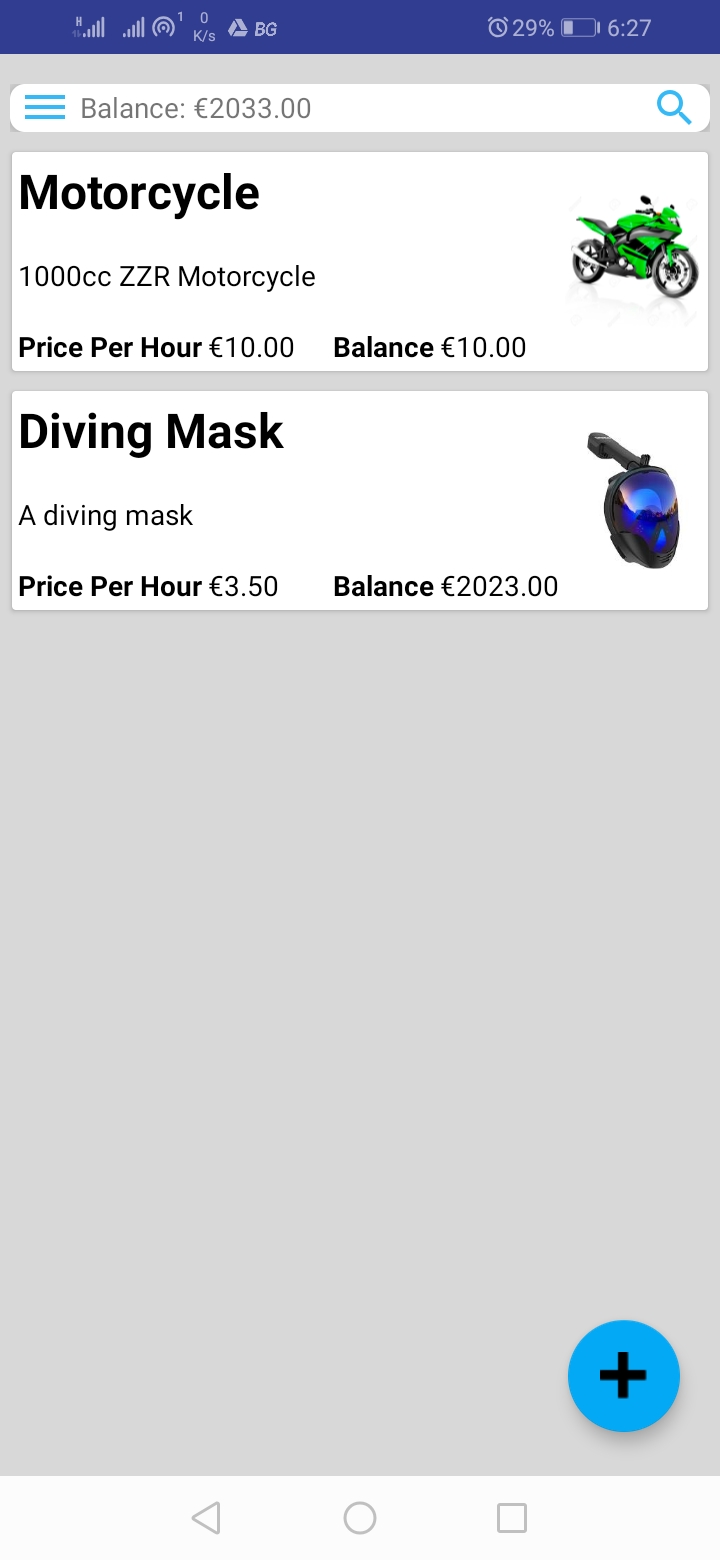 H 1 0 K/s BG 29% 6:27
Balance: €2033.00
Motorcycle
1000cc ZZR Motorcycle
Price Per Hour €10.00 Balance €10.00
Diving Mask
A diving mask
Price Per Hour €3.50 Balance €2023.00